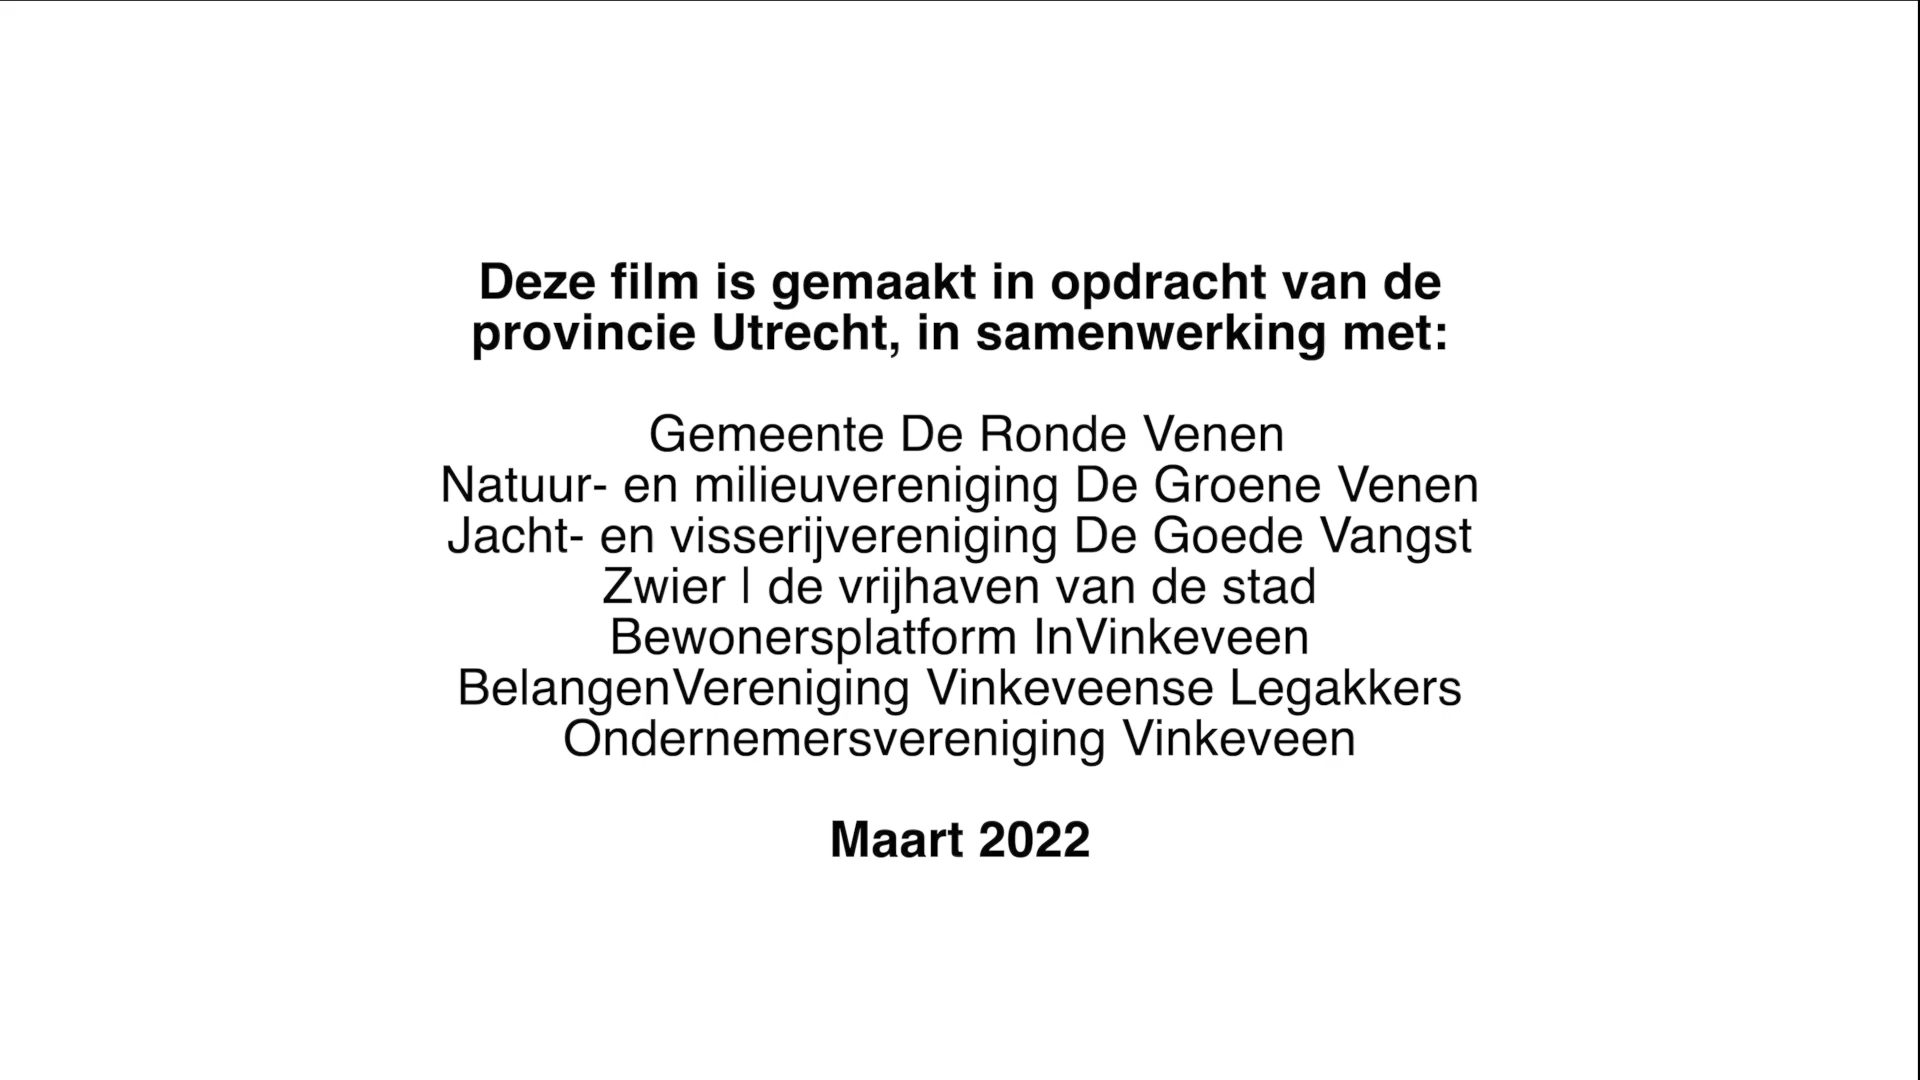 Deze film is gemaakt in opdracht van de
provincie Utrecht, in samenwerking met:
Gemeente De Ronde Venen
Natuur- en milieuvereniging De Groene Venen
Jacht- en visserijvereniging De Goede Vangst
Zwier | de vrijhaven van de stad
Bewonersplatform InVinkeveen
BelangenVereniging Vinkeveense Legakkers
Ondernemersvereniging Vinkeveen
Maart 2022